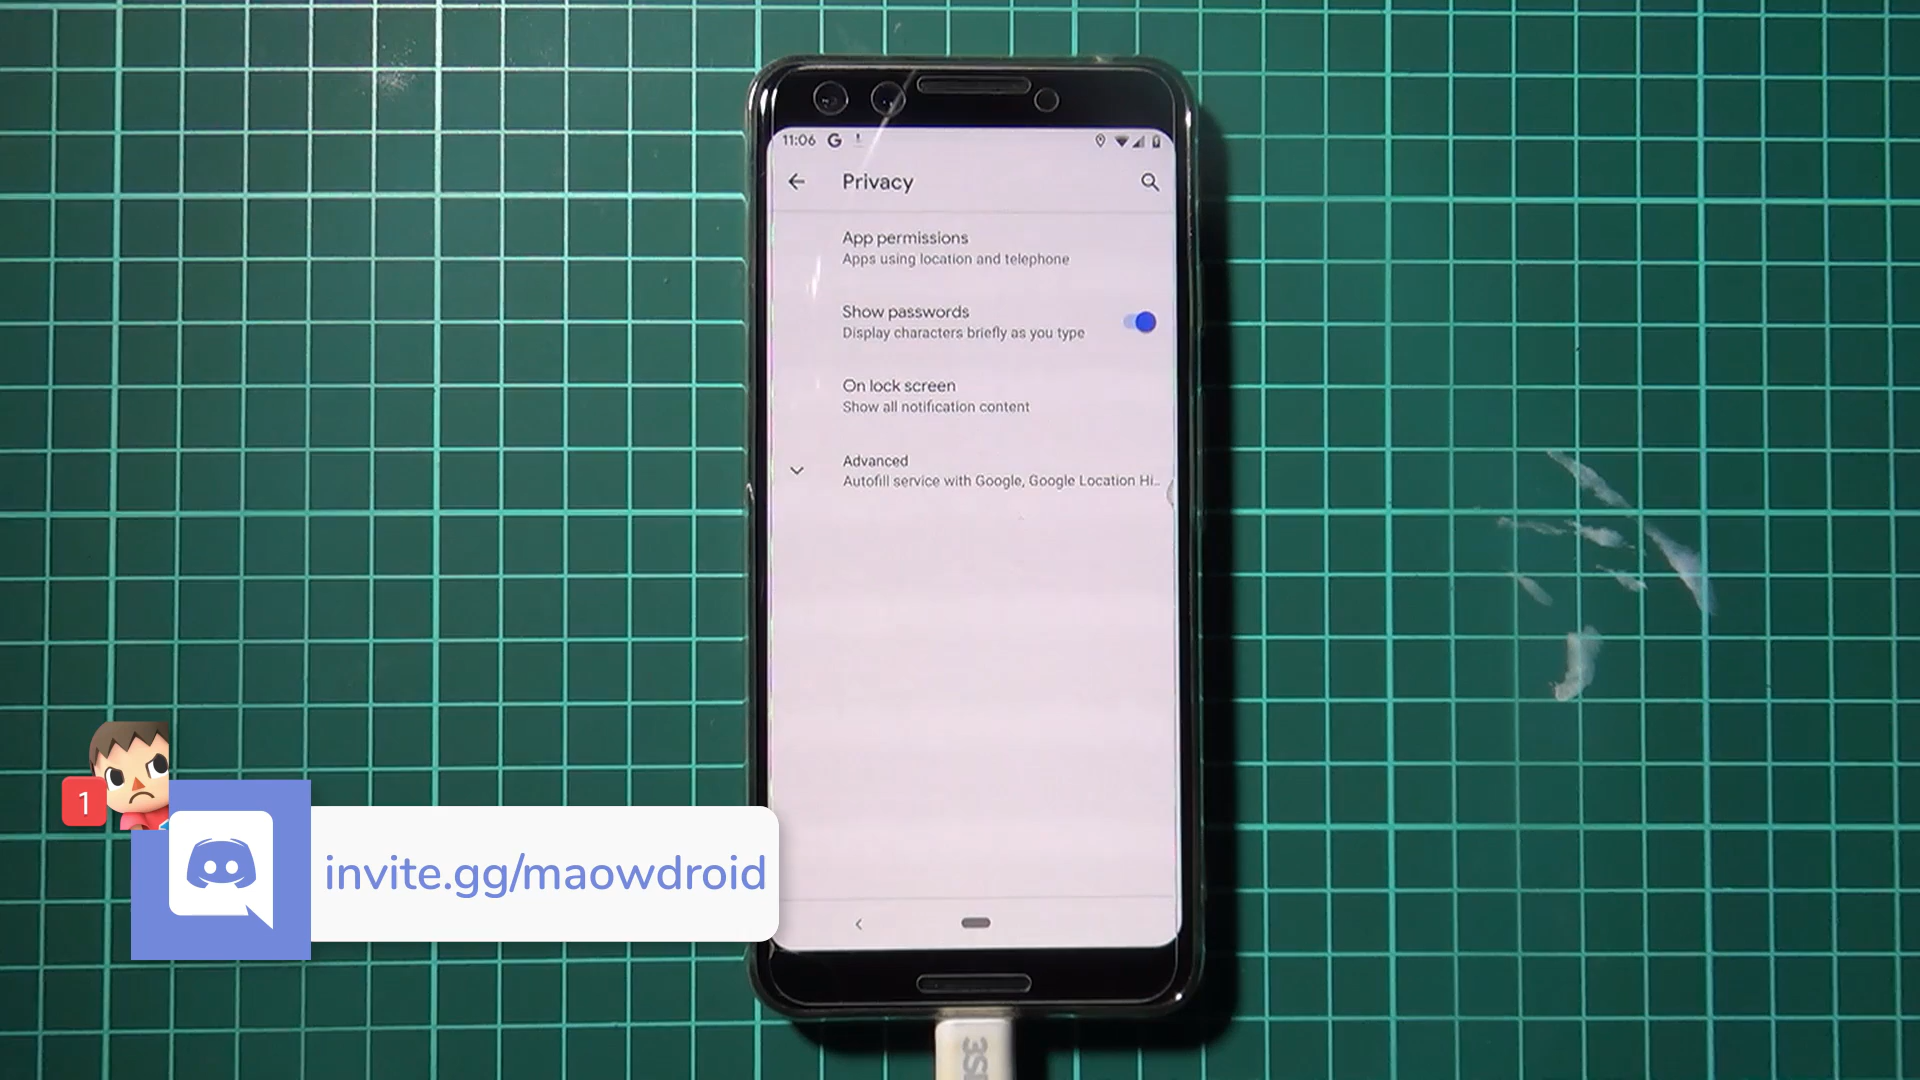 11:06 G
Privacy
App permissions
Apps using location and telephone
Show passwords
Display characters briefly as you type
On lock screen
Show all notification content
Advanced
Autofill service with Google, Google Location Hi...
1
invite.gg/maowdroid